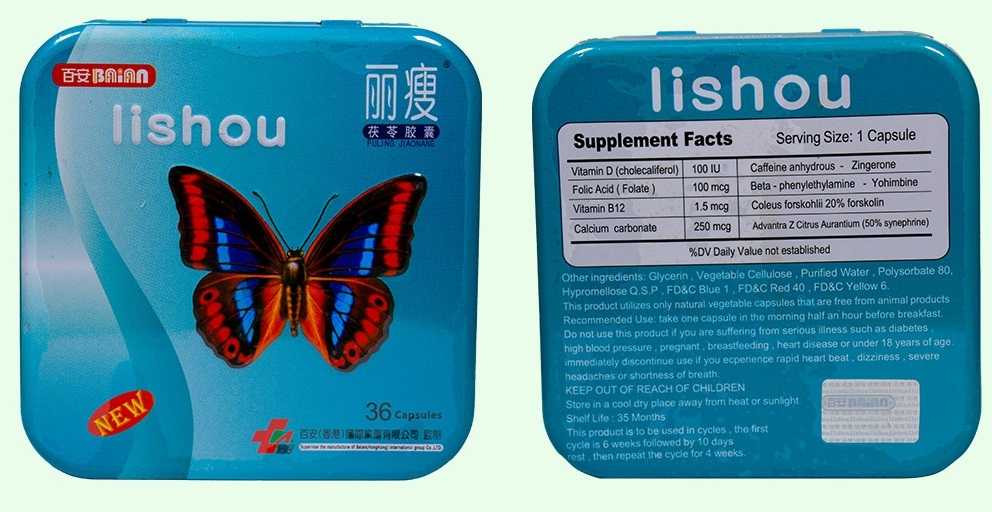 百安 BAIAN
丽瘦
lishou
茯苓胶囊
FULING JIAONANG
NEW
36 Capsules
百安(香港)
lishou
Supplement Facts Serving Size: 1 Capsule
Vitamin D (cholecaliferol) 100 IU Caffeine anhydrous - Zingerone
Folic Acid ( Folate ) 100 mcg Beta - phenylethylamine - Yohimbine
Vitamin B12 1.5 mcg Coleus forskohlii 20% forskolin
Calcium carbonate 250 mcg Advantra Z Citrus Aurantium (50% synephrine)
%DV Daily Value not established
Other ingredients: Glycerin , Vegetable Cellulose , Purified Water , Polysorbate 80,
Hypromellose Q.S.P , FD&C Blue 1 , FD&C Red 40 , FD&C Yellow 6.
This product utilizes only natural vegetable capsules that are free from animal products
Recommended Use: take one capsule in the morning half an hour before breakfast.
Do not use this product if you are suffering from serious illness such as diabetes ,
high blood pressure , pregnant , breastfeeding , heart disease or under 18 years of age.
immediately discontinue use if you ecperience rapid heart beat , dizziness , severe
headaches or shortness of breath.
KEEP OUT OF REACH OF CHILDREN
Store in a cool dry place away from heat or sunlight
Shelf Life : 35 Months
This product is to be used in cycles , the first
cycle is 6 weeks followed by 10 days
rest , then repeat the cycle for 4 weeks.
百安 BAIAN